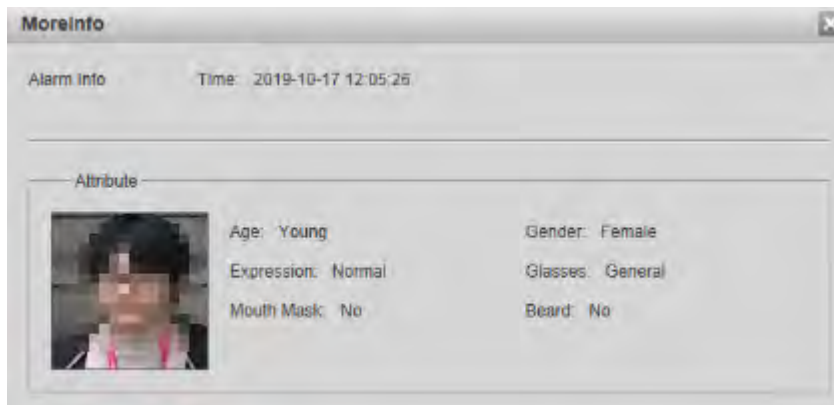 MoreInfo
Alarm Info Time: 2019-10-17 12:05:26
Attribute
Age: Young Gender: Female
Expression: Normal Glasses: General
Mouth Mask: No Beard: No